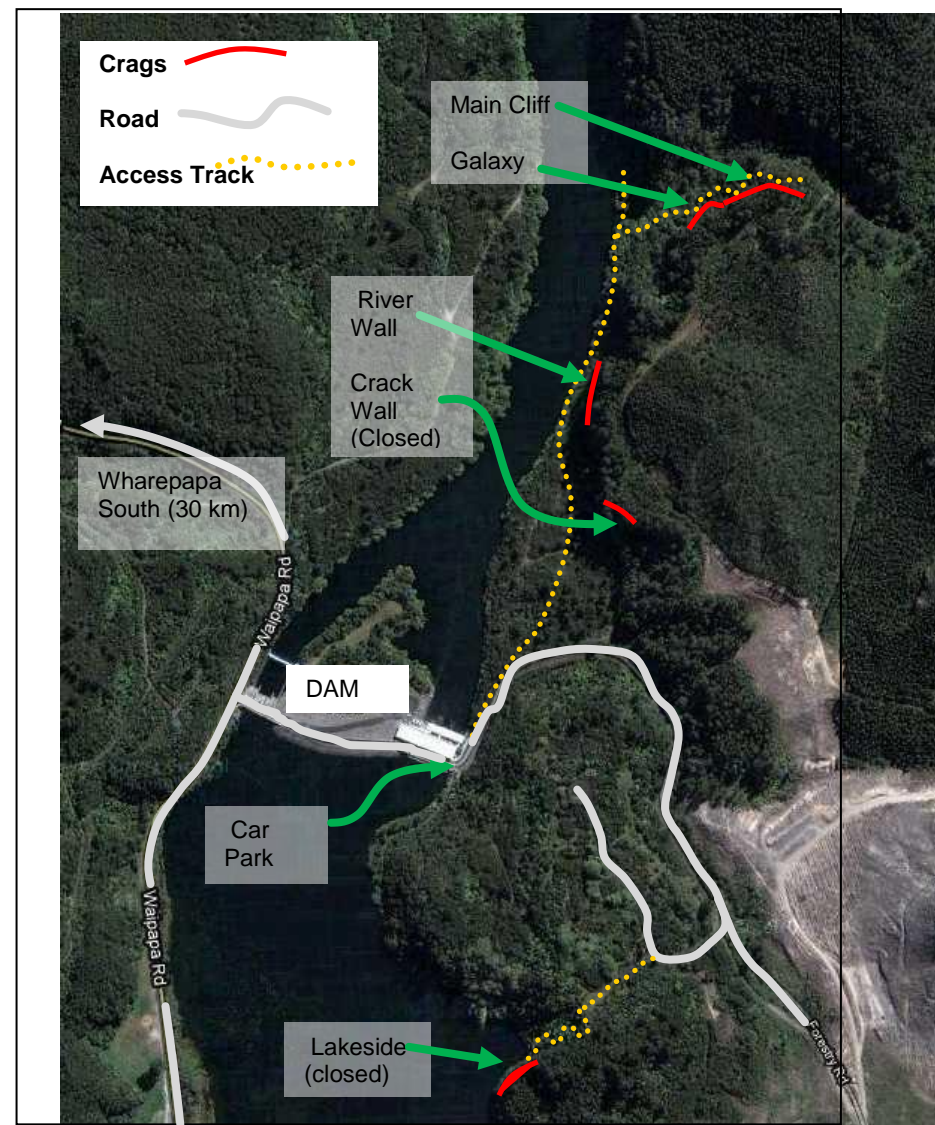 Crags
Road
Access Track
Main Cliff
Galaxy
River
Wall
Crack
Wall
(Closed)
Wharepapa
South (30 km)
Waipapa Rd
DAM
Car
Park
Waipapa Rd
Lakeside
(closed)
Forestry Rd